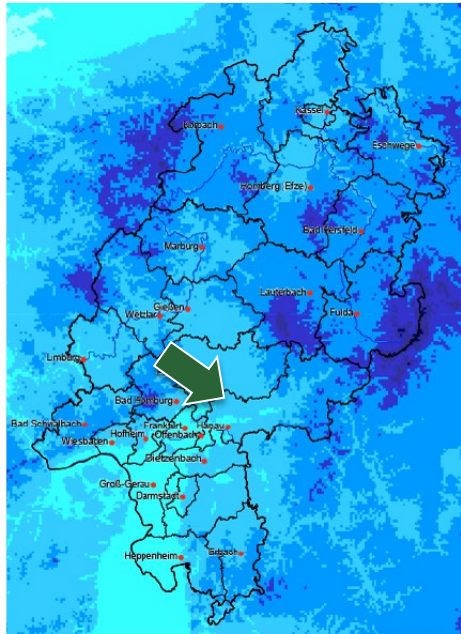 Kassel
Korbach
Eschwege
Homberg (Efze)
Bad Hersfeld
Marburg
Lauterbach
Gießen
Wetzlar
Fulda
Limburg
Bad Homburg
Bad Schwalbach
Frankfurt
Hanau
Hofheim
Offenbach
Wiesbaden
Dietzenbach
Groß-Gerau
Darmstadt
Heppenheim
Erbach